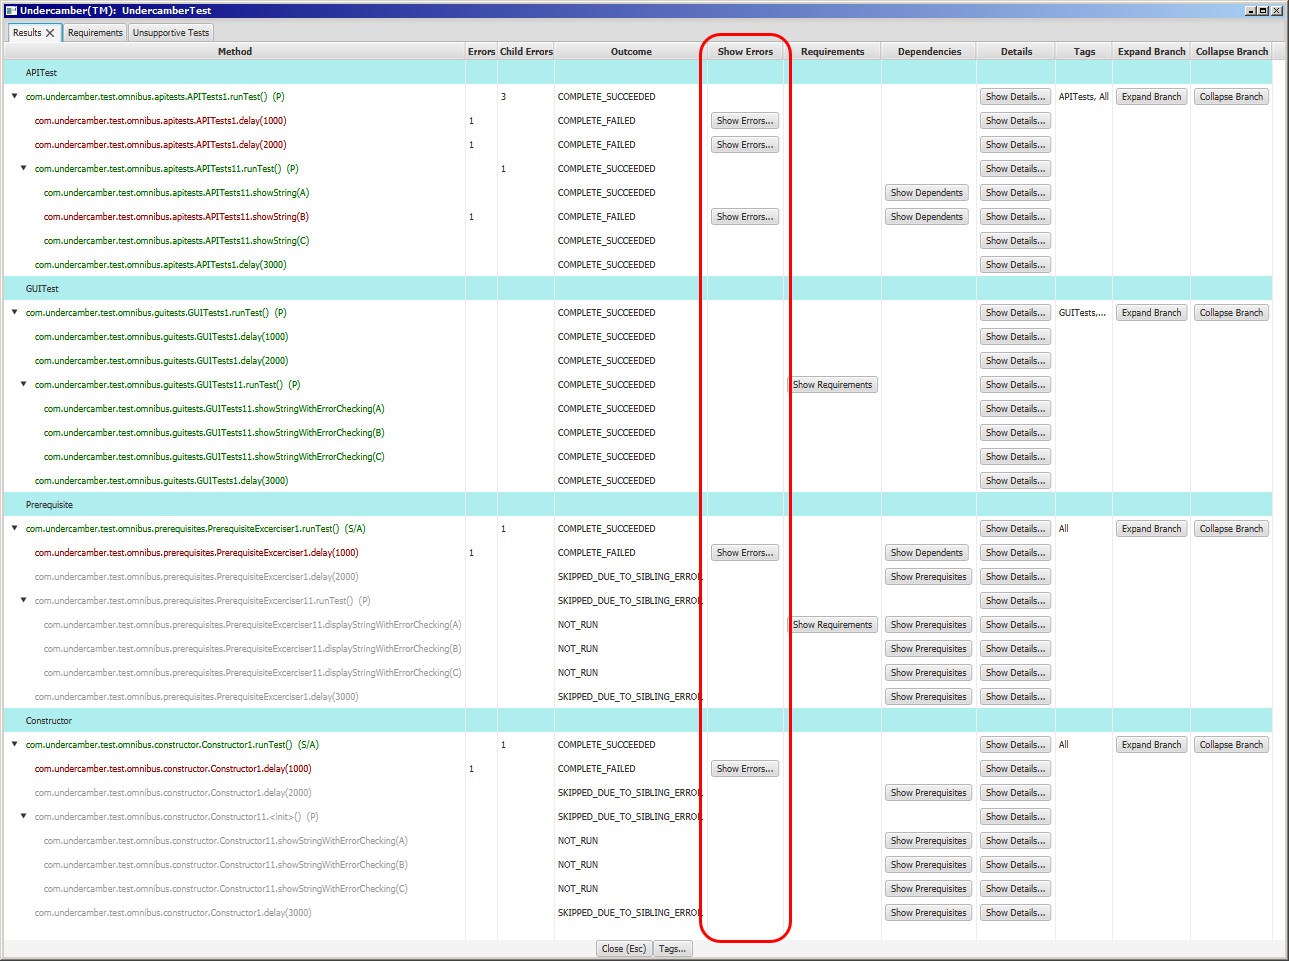 Undercamber(TM):  UndercamberTest
Results Requirements Unsupportive Tests
Method Errors Child Errors Outcome Show Errors Requirements Dependencies Details Tags Expand Branch Collapse Branch
APITest
com.undercamber.test.omnibus.apitests.APITests1.runTest()  (P) 3 COMPLETE_SUCCEEDED Show Details... APITests, All Expand Branch Collapse Branch
com.undercamber.test.omnibus.apitests.APITests1.delay(1000) 1 COMPLETE_FAILED Show Errors... Show Details...
com.undercamber.test.omnibus.apitests.APITests1.delay(2000) 1 COMPLETE_FAILED Show Errors... Show Details...
com.undercamber.test.omnibus.apitests.APITests11.runTest()  (P) 1 COMPLETE_SUCCEEDED Show Details...
com.undercamber.test.omnibus.apitests.APITests11.showString(A) COMPLETE_SUCCEEDED Show Dependents Show Details...
com.undercamber.test.omnibus.apitests.APITests11.showString(B) 1 COMPLETE_FAILED Show Errors... Show Dependents Show Details...
com.undercamber.test.omnibus.apitests.APITests11.showString(C) COMPLETE_SUCCEEDED Show Details...
com.undercamber.test.omnibus.apitests.APITests1.delay(3000) COMPLETE_SUCCEEDED Show Details...
GUITest
com.undercamber.test.omnibus.guitests.GUITests1.runTest()  (P) COMPLETE_SUCCEEDED Show Details... GUITests,... Expand Branch Collapse Branch
com.undercamber.test.omnibus.guitests.GUITests1.delay(1000) COMPLETE_SUCCEEDED Show Details...
com.undercamber.test.omnibus.guitests.GUITests1.delay(2000) COMPLETE_SUCCEEDED Show Details...
com.undercamber.test.omnibus.guitests.GUITests11.runTest()  (P) COMPLETE_SUCCEEDED Show Requirements Show Details...
com.undercamber.test.omnibus.guitests.GUITests11.showStringWithErrorChecking(A) COMPLETE_SUCCEEDED Show Details...
com.undercamber.test.omnibus.guitests.GUITests11.showStringWithErrorChecking(B) COMPLETE_SUCCEEDED Show Details...
com.undercamber.test.omnibus.guitests.GUITests11.showStringWithErrorChecking(C) COMPLETE_SUCCEEDED Show Details...
com.undercamber.test.omnibus.guitests.GUITests1.delay(3000) COMPLETE_SUCCEEDED Show Details...
Prerequisite
com.undercamber.test.omnibus.prerequisites.PrerequisiteExcerciser1.runTest()  (S/A) 1 COMPLETE_SUCCEEDED Show Details... All Expand Branch Collapse Branch
com.undercamber.test.omnibus.prerequisites.PrerequisiteExcerciser1.delay(1000) 1 COMPLETE_FAILED Show Errors... Show Dependents Show Details...
com.undercamber.test.omnibus.prerequisites.PrerequisiteExcerciser1.delay(2000) SKIPPED_DUE_TO_SIBLING_ERROR Show Prerequisites Show Details...
com.undercamber.test.omnibus.prerequisites.PrerequisiteExcerciser11.runTest()  (P) SKIPPED_DUE_TO_SIBLING_ERROR Show Details...
com.undercamber.test.omnibus.prerequisites.PrerequisiteExcerciser11.displayStringWithErrorChecking(A) NOT_RUN Show Requirements Show Prerequisites Show Details...
com.undercamber.test.omnibus.prerequisites.PrerequisiteExcerciser11.displayStringWithErrorChecking(B) NOT_RUN Show Prerequisites Show Details...
com.undercamber.test.omnibus.prerequisites.PrerequisiteExcerciser11.displayStringWithErrorChecking(C) NOT_RUN Show Prerequisites Show Details...
com.undercamber.test.omnibus.prerequisites.PrerequisiteExcerciser1.delay(3000) SKIPPED_DUE_TO_SIBLING_ERROR Show Prerequisites Show Details...
Constructor
com.undercamber.test.omnibus.constructor.Constructor1.runTest()  (S/A) 1 COMPLETE_SUCCEEDED Show Details... All Expand Branch Collapse Branch
com.undercamber.test.omnibus.constructor.Constructor1.delay(1000) 1 COMPLETE_FAILED Show Errors... Show Details...
com.undercamber.test.omnibus.constructor.Constructor1.delay(2000) SKIPPED_DUE_TO_SIBLING_ERROR Show Prerequisites Show Details...
com.undercamber.test.omnibus.constructor.Constructor11.<init>()  (P) SKIPPED_DUE_TO_SIBLING_ERROR Show Details...
com.undercamber.test.omnibus.constructor.Constructor11.showStringWithErrorChecking(A) NOT_RUN Show Prerequisites Show Details...
com.undercamber.test.omnibus.constructor.Constructor11.showStringWithErrorChecking(B) NOT_RUN Show Prerequisites Show Details...
com.undercamber.test.omnibus.constructor.Constructor11.showStringWithErrorChecking(C) NOT_RUN Show Prerequisites Show Details...
com.undercamber.test.omnibus.constructor.Constructor1.delay(3000) SKIPPED_DUE_TO_SIBLING_ERROR Show Prerequisites Show Details...
Close (Esc) Tags...